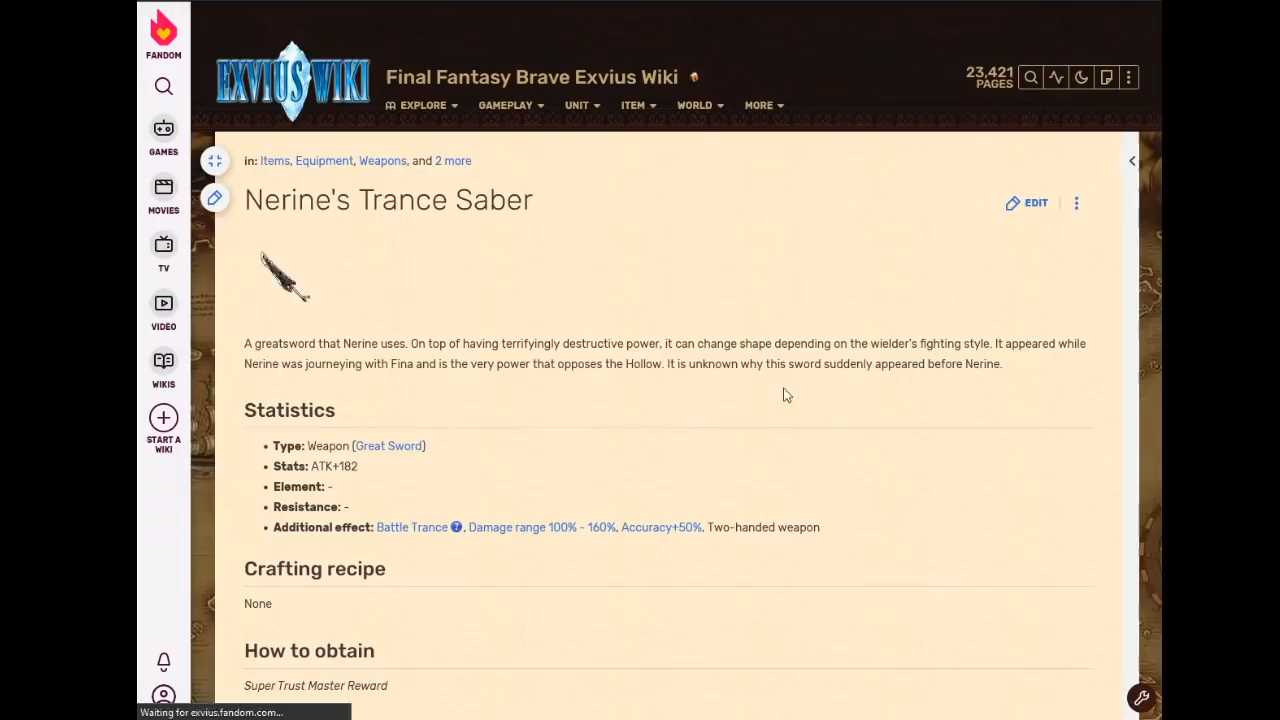 FANDOM
GAMES
MOVIES
TV
VIDEO
WIKIS
START A
WIKI
EXVIUS WIKI
Final Fantasy Brave Exvius Wiki
23,421
PAGES
EXPLORE GAMEPLAY UNIT ITEM WORLD MORE
in: Items, Equipment, Weapons, and 2 more
Nerine's Trance Saber
EDIT
A greatsword that Nerine uses. On top of having terrifyingly destructive power, it can change shape depending on the wielder's fighting style. It appeared while
Nerine was journeying with Fina and is the very power that opposes the Hollow. It is unknown why this sword suddenly appeared before Nerine.
Statistics
• Type: Weapon (Great Sword)
• Stats: ATK+182
• Element: -
• Resistance: -
• Additional effect: Battle Trance ?, Damage range 100% - 160%, Accuracy+50%, Two-handed weapon
Crafting recipe
None
How to obtain
Super Trust Master Reward
Waiting for exvius.fandom.com...